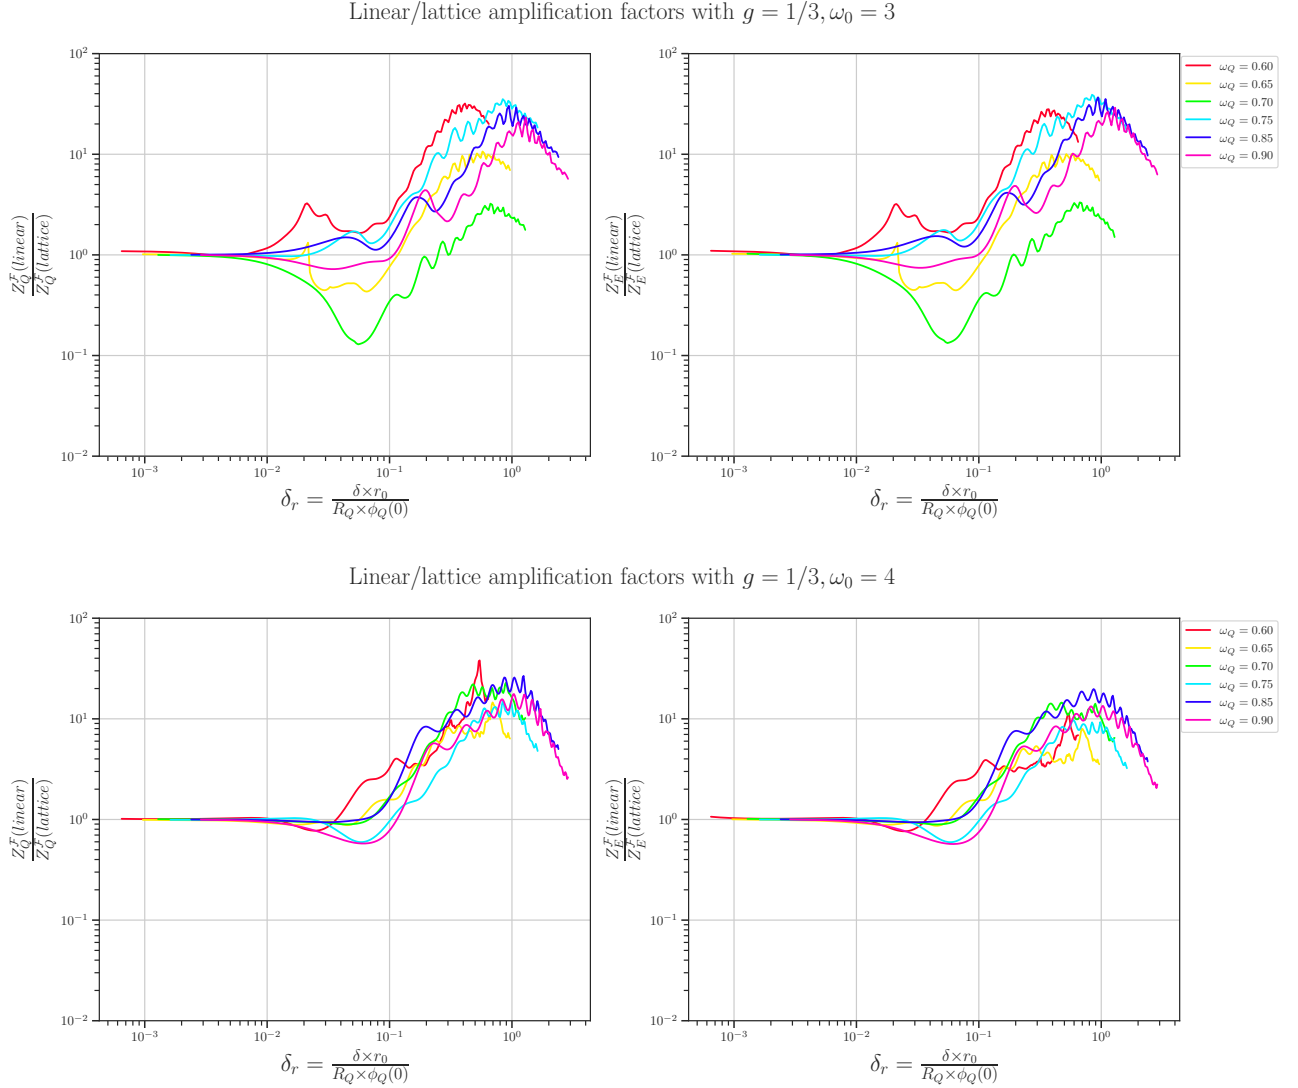 Linear/lattice amplification factors with g = 1/3, ω₀ = 3
10²
10¹
10⁰
10⁻¹
10⁻²
10⁻³
10⁻²
10⁻¹
10⁰
Z_Q^F(linear)
Z_Q^F(lattice)
δ_r = δ×r₀ / R_Q×ϕ_Q(0)
10²
10¹
10⁰
10⁻¹
10⁻²
10⁻³
10⁻²
10⁻¹
10⁰
Z_E^F(linear)
Z_E^F(lattice)
δ_r = δ×r₀ / R_Q×ϕ_Q(0)
ω_Q = 0.60
ω_Q = 0.65
ω_Q = 0.70
ω_Q = 0.75
ω_Q = 0.85
ω_Q = 0.90
Linear/lattice amplification factors with g = 1/3, ω₀ = 4
10²
10¹
10⁰
10⁻¹
10⁻²
10⁻³
10⁻²
10⁻¹
10⁰
Z_Q^F(linear)
Z_Q^F(lattice)
δ_r = δ×r₀ / R_Q×ϕ_Q(0)
10²
10¹
10⁰
10⁻¹
10⁻²
10⁻³
10⁻²
10⁻¹
10⁰
Z_E^F(linear)
Z_E^F(lattice)
δ_r = δ×r₀ / R_Q×ϕ_Q(0)
ω_Q = 0.60
ω_Q = 0.65
ω_Q = 0.70
ω_Q = 0.75
ω_Q = 0.85
ω_Q = 0.90